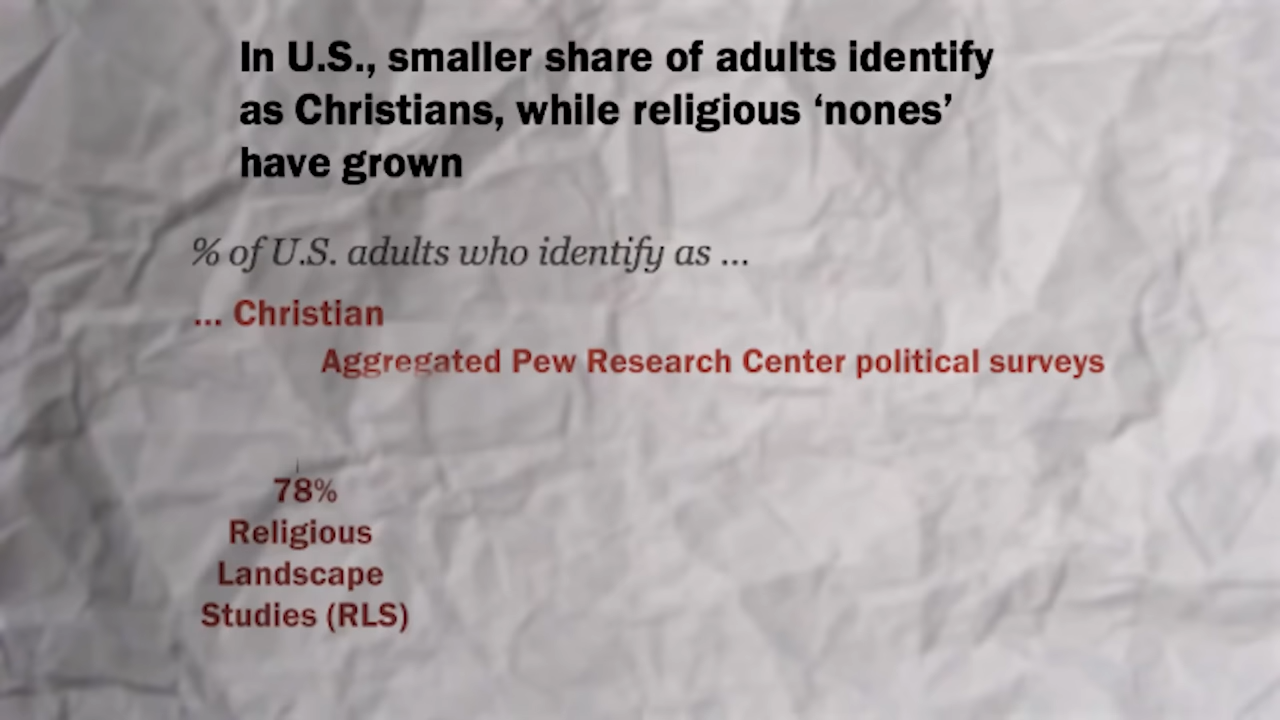 In U.S., smaller share of adults identify
as Christians, while religious ‘nones’
have grown
% of U.S. adults who identify as ...
... Christian
Aggregated Pew Research Center political surveys
78%
Religious
Landscape
Studies (RLS)